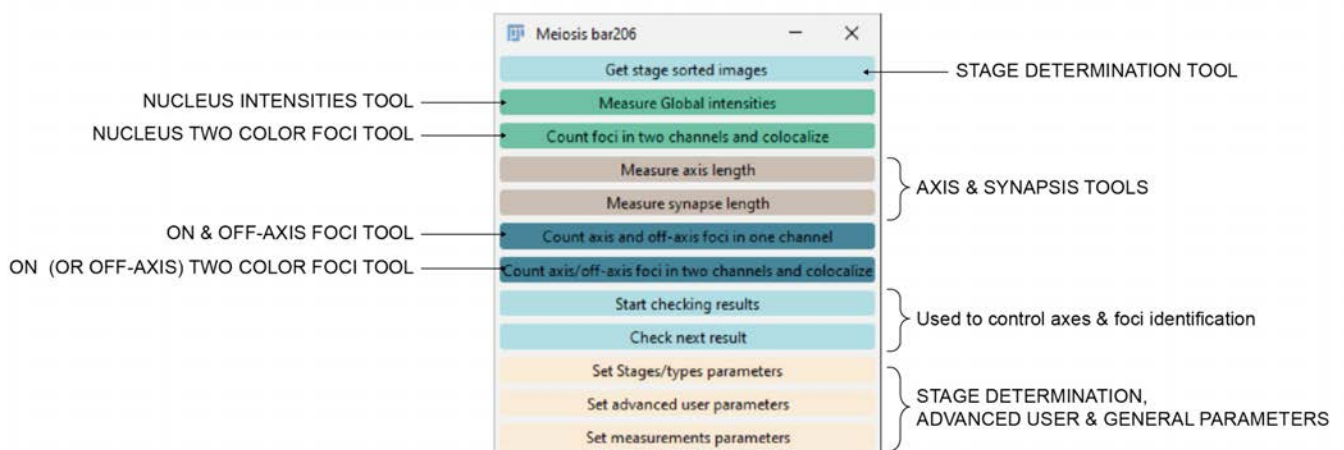 Meiosis bar206
Get stage sorted images
STAGE DETERMINATION TOOL
NUCLEUS INTENSITIES TOOL
Measure Global intensities
NUCLEUS TWO COLOR FOCI TOOL
Count foci in two channels and colocalize
Measure axis length
AXIS & SYNAPSIS TOOLS
Measure synapse length
ON & OFF-AXIS FOCI TOOL
Count axis and off-axis foci in one channel
ON (OR OFF-AXIS) TWO COLOR FOCI TOOL
Count axis/off-axis foci in two channels and colocalize
Start checking results
Used to control axes & foci identification
Check next result
Set Stages/types parameters
STAGE DETERMINATION,
Set advanced user parameters
ADVANCED USER & GENERAL PARAMETERS
Set measurements parameters